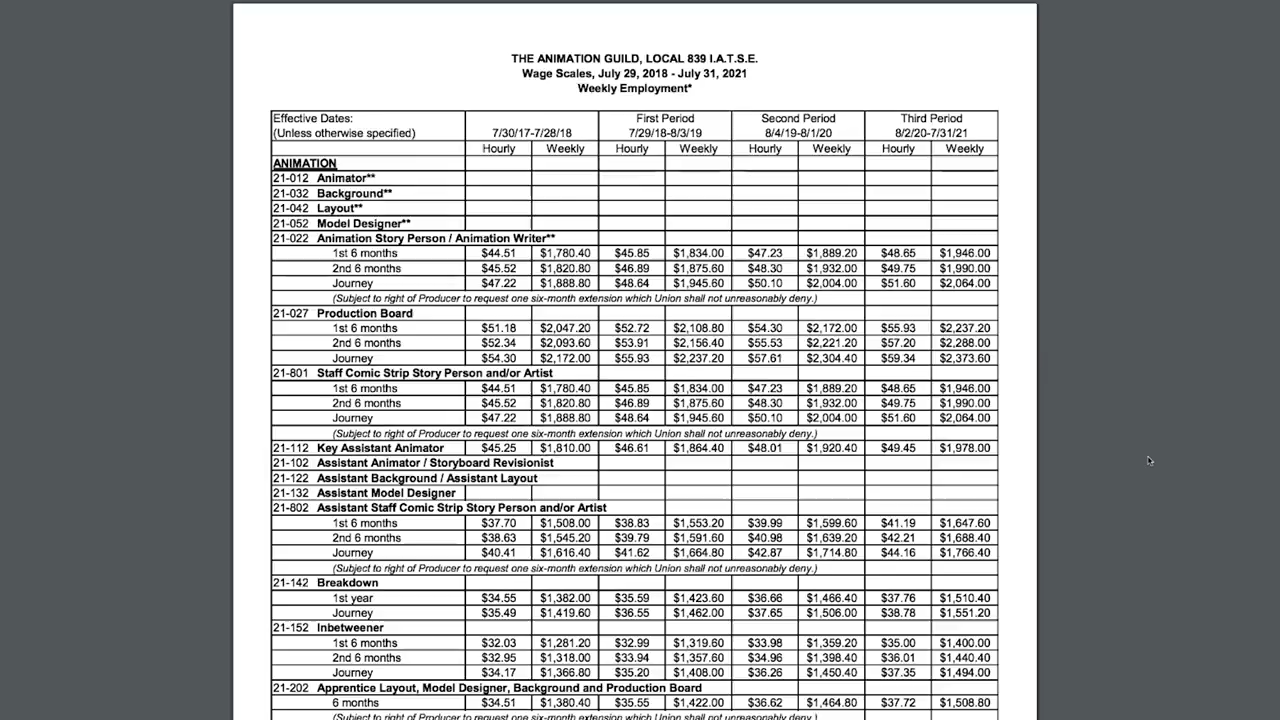 THE ANIMATION GUILD, LOCAL 839 I.A.T.S.E.
Wage Scales, July 29, 2018 - July 31, 2021
Weekly Employment*
Effective Dates: First Period Second Period Third Period
(Unless otherwise specified) 7/30/17-7/28/18 7/29/18-8/3/19 8/4/19-8/1/20 8/2/20-7/31/21
Hourly Weekly Hourly Weekly Hourly Weekly Hourly Weekly
ANIMATION
21-012 Animator**
21-032 Background**
21-042 Layout**
21-052 Model Designer**
21-022 Animation Story Person / Animation Writer**
1st 6 months $44.51 $1,780.40 $45.85 $1,834.00 $47.23 $1,889.20 $48.65 $1,946.00
2nd 6 months $45.52 $1,820.80 $46.89 $1,875.60 $48.30 $1,932.00 $49.75 $1,990.00
Journey $47.22 $1,888.80 $48.64 $1,945.60 $50.10 $2,004.00 $51.60 $2,064.00
(Subject to right of Producer to request one six-month extension which Union shall not unreasonably deny.)
21-027 Production Board
1st 6 months $51.18 $2,047.20 $52.72 $2,108.80 $54.30 $2,172.00 $55.93 $2,237.20
2nd 6 months $52.34 $2,093.60 $53.91 $2,156.40 $55.53 $2,221.20 $57.20 $2,288.00
Journey $54.30 $2,172.00 $55.93 $2,237.20 $57.61 $2,304.40 $59.34 $2,373.60
21-801 Staff Comic Strip Story Person and/or Artist
1st 6 months $44.51 $1,780.40 $45.85 $1,834.00 $47.23 $1,889.20 $48.65 $1,946.00
2nd 6 months $45.52 $1,820.80 $46.89 $1,875.60 $48.30 $1,932.00 $49.75 $1,990.00
Journey $47.22 $1,888.80 $48.64 $1,945.60 $50.10 $2,004.00 $51.60 $2,064.00
(Subject to right of Producer to request one six-month extension which Union shall not unreasonably deny.)
21-112 Key Assistant Animator $45.25 $1,810.00 $46.61 $1,864.40 $48.01 $1,920.40 $49.45 $1,978.00
21-102 Assistant Animator / Storyboard Revisionist
21-122 Assistant Background / Assistant Layout
21-132 Assistant Model Designer
21-802 Assistant Staff Comic Strip Story Person and/or Artist
1st 6 months $37.70 $1,508.00 $38.83 $1,553.20 $39.99 $1,599.60 $41.19 $1,647.60
2nd 6 months $38.63 $1,545.20 $39.79 $1,591.60 $40.98 $1,639.20 $42.21 $1,688.40
Journey $40.41 $1,616.40 $41.62 $1,664.80 $42.87 $1,714.80 $44.16 $1,766.40
(Subject to right of Producer to request one six-month extension which Union shall not unreasonably deny.)
21-142 Breakdown
1st year $34.55 $1,382.00 $35.59 $1,423.60 $36.66 $1,466.40 $37.76 $1,510.40
Journey $35.49 $1,419.60 $36.55 $1,462.00 $37.65 $1,506.00 $38.78 $1,551.20
21-152 Inbetweener
1st 6 months $32.03 $1,281.20 $32.99 $1,319.60 $33.98 $1,359.20 $35.00 $1,400.00
2nd 6 months $32.95 $1,318.00 $33.94 $1,357.60 $34.96 $1,398.40 $36.01 $1,440.40
Journey $34.17 $1,366.80 $35.20 $1,408.00 $36.26 $1,450.40 $37.35 $1,494.00
21-202 Apprentice Layout, Model Designer, Background and Production Board
6 months $34.51 $1,380.40 $35.55 $1,422.00 $36.62 $1,464.80 $37.72 $1,508.80
(Subject to right of Producer to request one six-month extension which Union shall not unreasonably deny.)